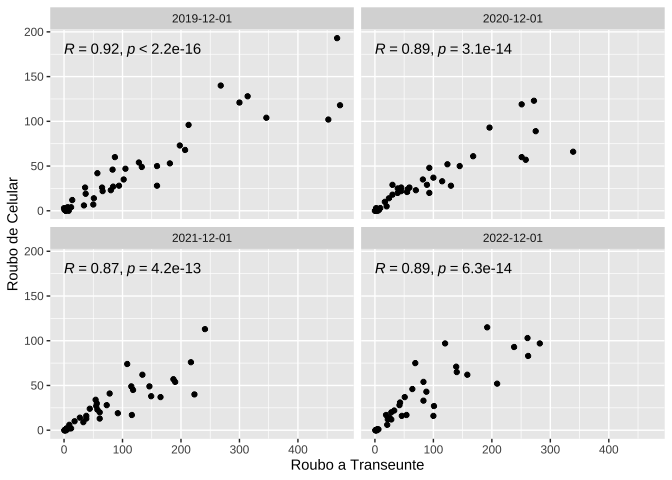 2019-12-01 2020-12-01
200
150
100
50
0
R = 0.92, p < 2.2e-16
R = 0.89, p = 3.1e-14
2021-12-01 2022-12-01
200
150
100
50
0
R = 0.87, p = 4.2e-13
R = 0.89, p = 6.3e-14
0 100 200 300 400 0 100 200 300 400
Roubo a Transeunte
Roubo de Celular